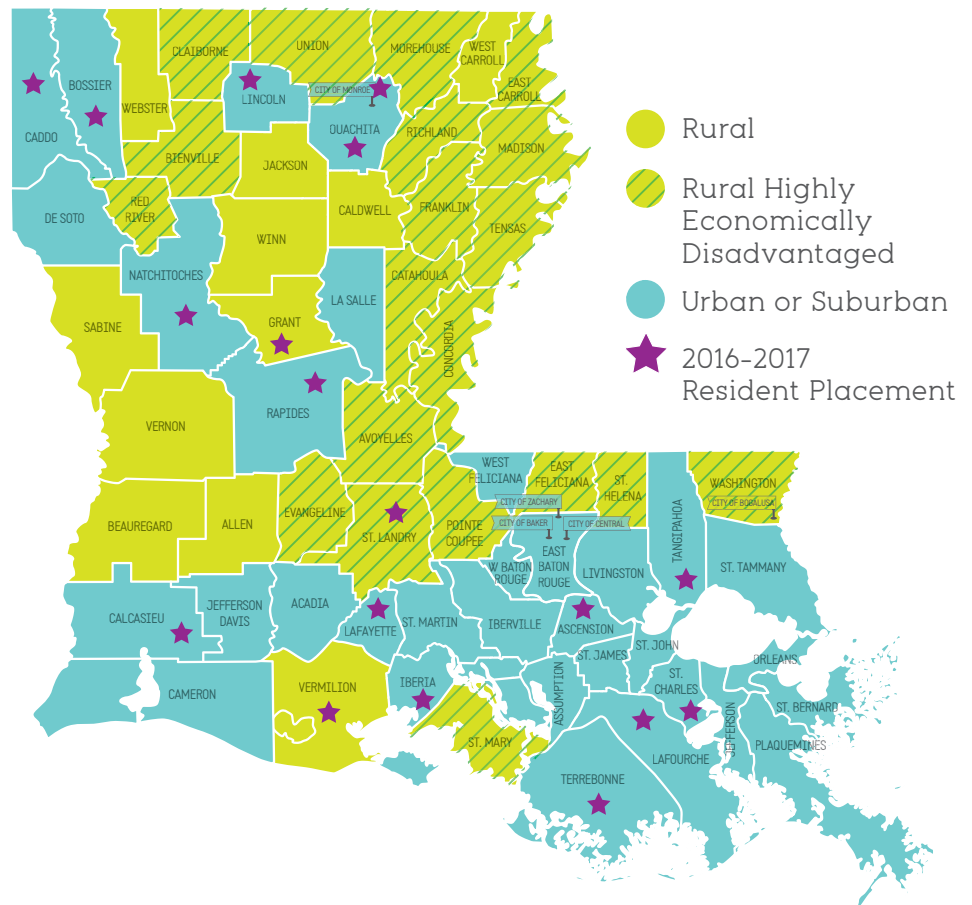 CLAIBORNE
UNION
MOREHOUSE
WEST
CARROLL
EAST
CARROLL
BOSSIER
WEBSTER
LINCOLN
CITY OF MONROE
CADDO
OUACHITA
RICHLAND
MADISON
BIENVILLE
JACKSON
DE SOTO
RED
RIVER
CALDWELL
FRANKLIN
TENSAS
WINN
NATCHITOCHES
CATAHOULA
LA SALLE
SABINE
GRANT
CONCORDIA
RAPIDES
VERNON
AVOYELLES
WEST
FELICIANA
EAST
FELICIANA
ST.
HELENA
WASHINGTON
CITY OF BOGALUSA
CITY OF ZACHARY
CITY OF BAKER
CITY OF CENTRAL
BEAUREGARD
ALLEN
EVANGELINE
ST. LANDRY
POINTE
COUPEE
W BATON
ROUGE
EAST
BATON
ROUGE
LIVINGSTON
TANGIPAHOA
ST. TAMMANY
CALCASIEU
JEFFERSON
DAVIS
ACADIA
LAFAYETTE
ST. MARTIN
IBERVILLE
ASCENSION
ST. JAMES
ST. JOHN
ORLEANS
CAMERON
VERMILION
IBERIA
ASSUMPTION
ST.
CHARLES
ST. BERNARD
ST. MARY
JEFFERSON
PLAQUEMINES
LAFOURCHE
TERREBONNE
Rural
Rural Highly
Economically
Disadvantaged
Urban or Suburban
2016-2017
Resident Placement